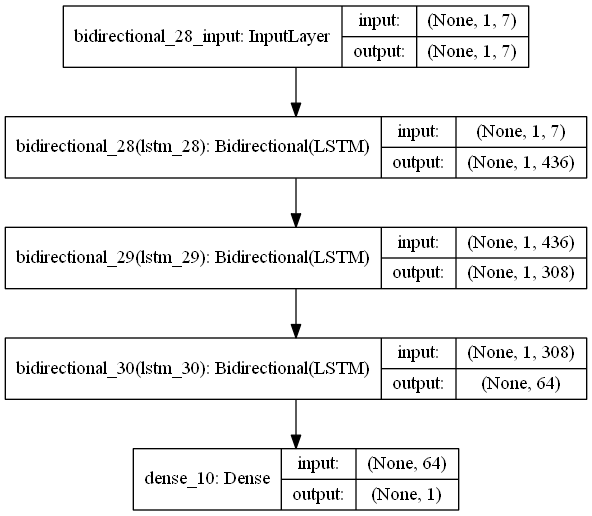 bidirectional_28_input: InputLayer
input: (None, 1, 7)
output: (None, 1, 7)
bidirectional_28(lstm_28): Bidirectional(LSTM)
input: (None, 1, 7)
output: (None, 1, 436)
bidirectional_29(lstm_29): Bidirectional(LSTM)
input: (None, 1, 436)
output: (None, 1, 308)
bidirectional_30(lstm_30): Bidirectional(LSTM)
input: (None, 1, 308)
output: (None, 64)
dense_10: Dense
input: (None, 64)
output: (None, 1)